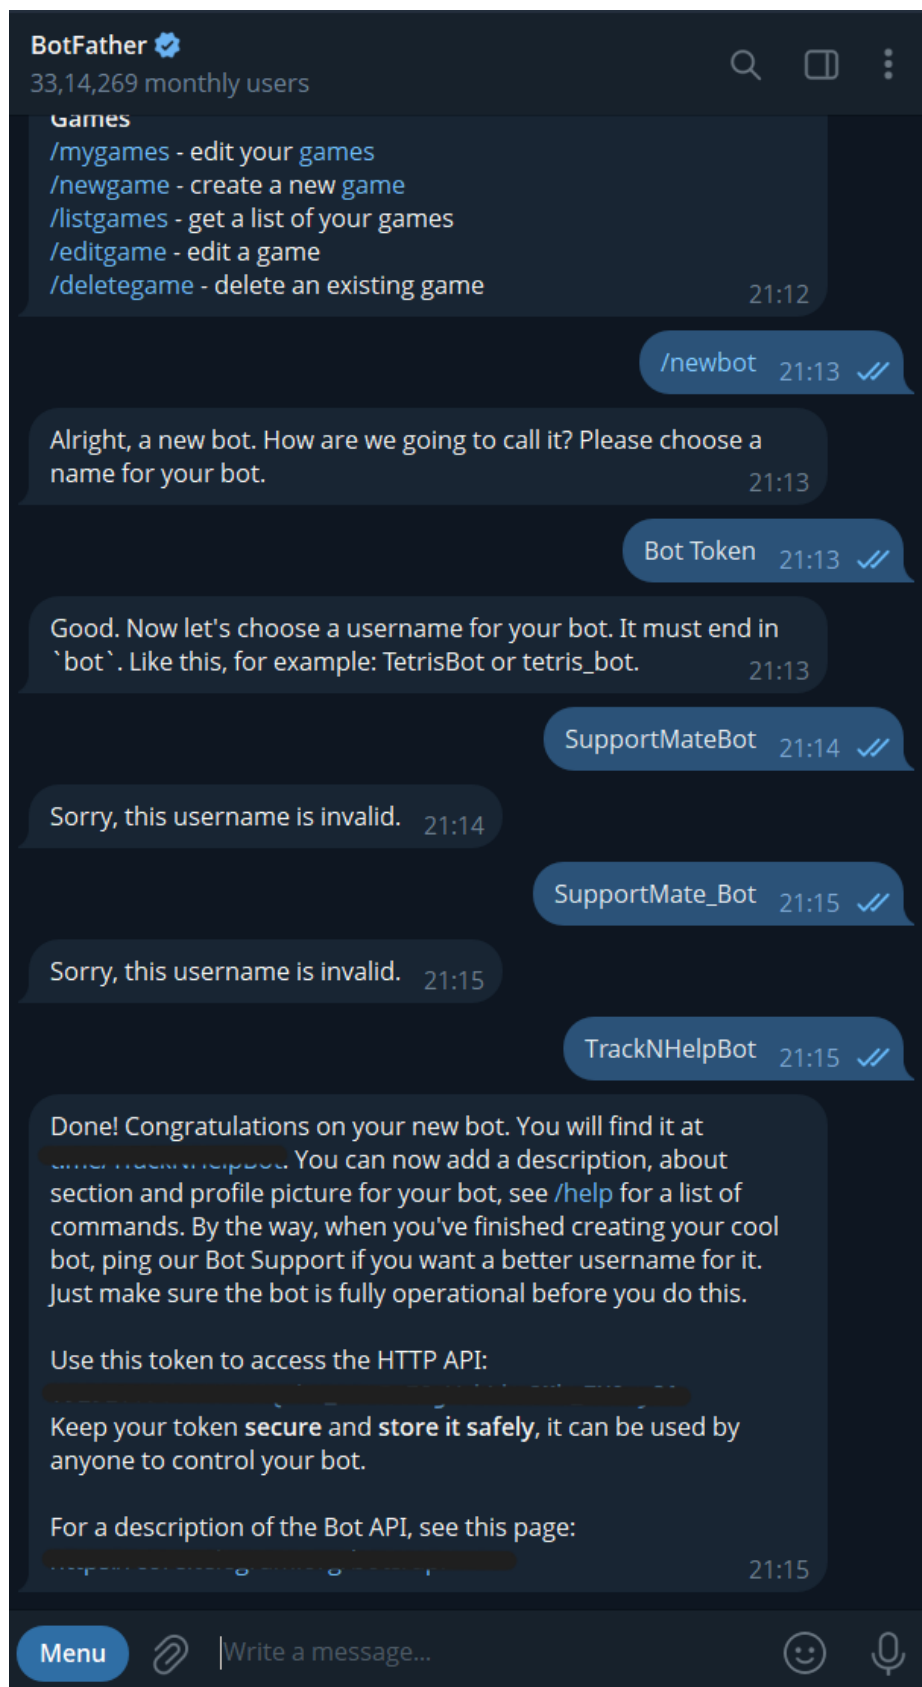 BotFather
33,14,269 monthly users
Games
/mygames - edit your games
/newgame - create a new game
/listgames - get a list of your games
/editgame - edit a game
/deletegame - delete an existing game
21:12
/newbot 21:13
Alright, a new bot. How are we going to call it? Please choose a
name for your bot.
21:13
Bot Token 21:13
Good. Now let's choose a username for your bot. It must end in
`bot`. Like this, for example: TetrisBot or tetris_bot.
21:13
SupportMateBot 21:14
Sorry, this username is invalid. 21:14
SupportMate_Bot 21:15
Sorry, this username is invalid. 21:15
TrackNHelpBot 21:15
Done! Congratulations on your new bot. You will find it at
. You can now add a description, about
section and profile picture for your bot, see /help for a list of
commands. By the way, when you've finished creating your cool
bot, ping our Bot Support if you want a better username for it.
Just make sure the bot is fully operational before you do this.
Use this token to access the HTTP API:
Keep your token secure and store it safely, it can be used by
anyone to control your bot.
For a description of the Bot API, see this page:
21:15
Menu
Write a message...